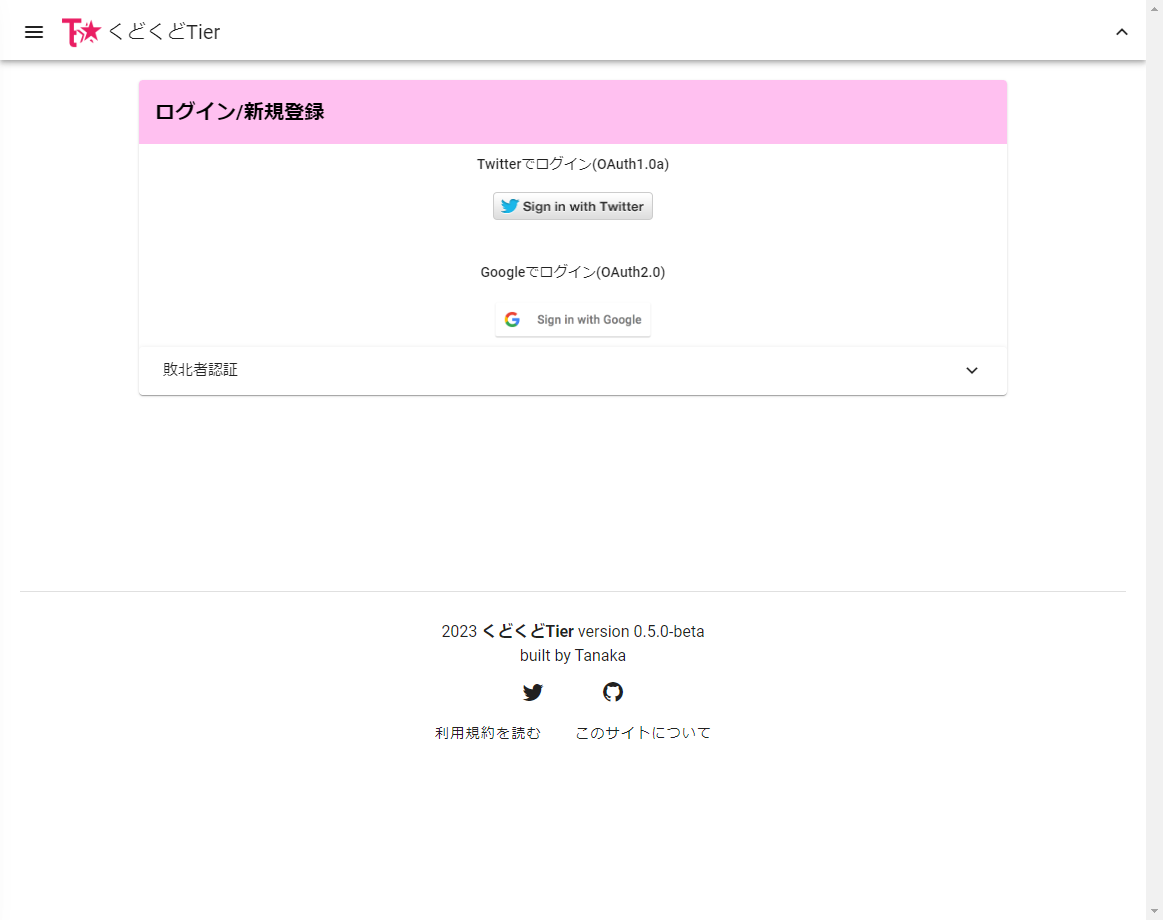 くどくどTier
ログイン/新規登録
Twitterでログイン(OAuth1.0a)
Sign in with Twitter
Googleでログイン(OAuth2.0)
Sign in with Google
敗北者認証
2023 くどくどTier version 0.5.0-beta
built by Tanaka
利用規約を読む このサイトについて